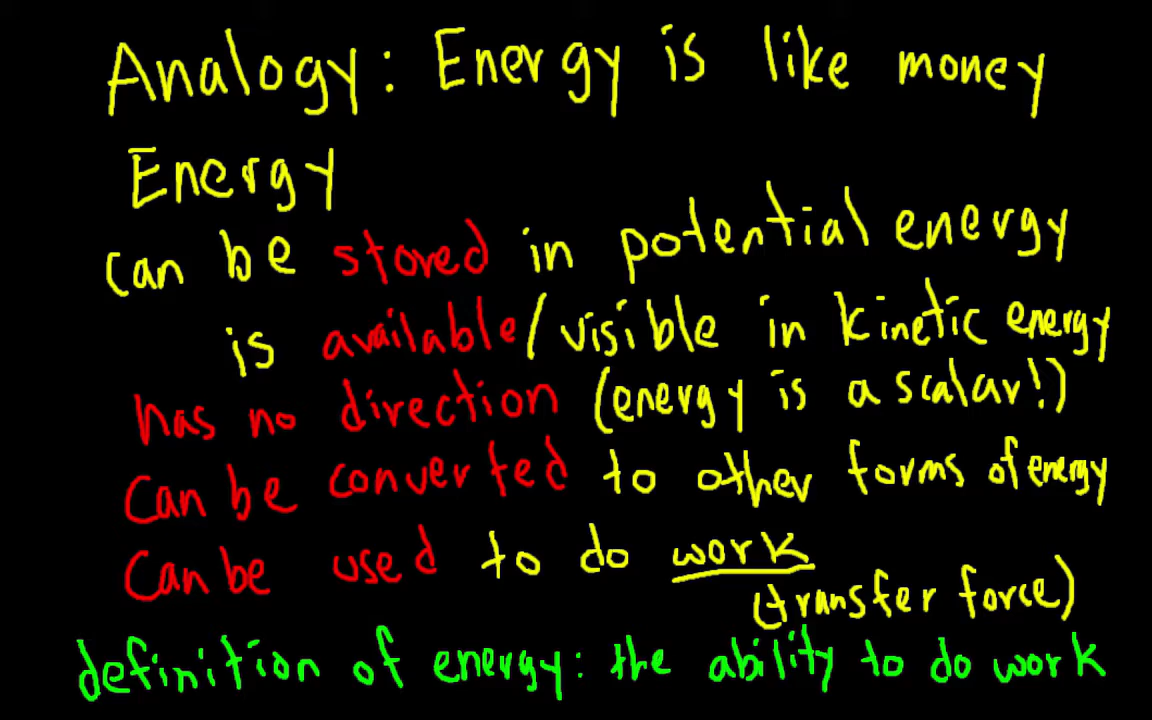 Analogy: Energy is like money
Energy
can be stored in potential energy
is available/visible in kinetic energy
has no direction (energy is a scalar!)
Can be converted to other forms of energy
Can be used to do work
(transfer force)
definition of energy: the ability to do work